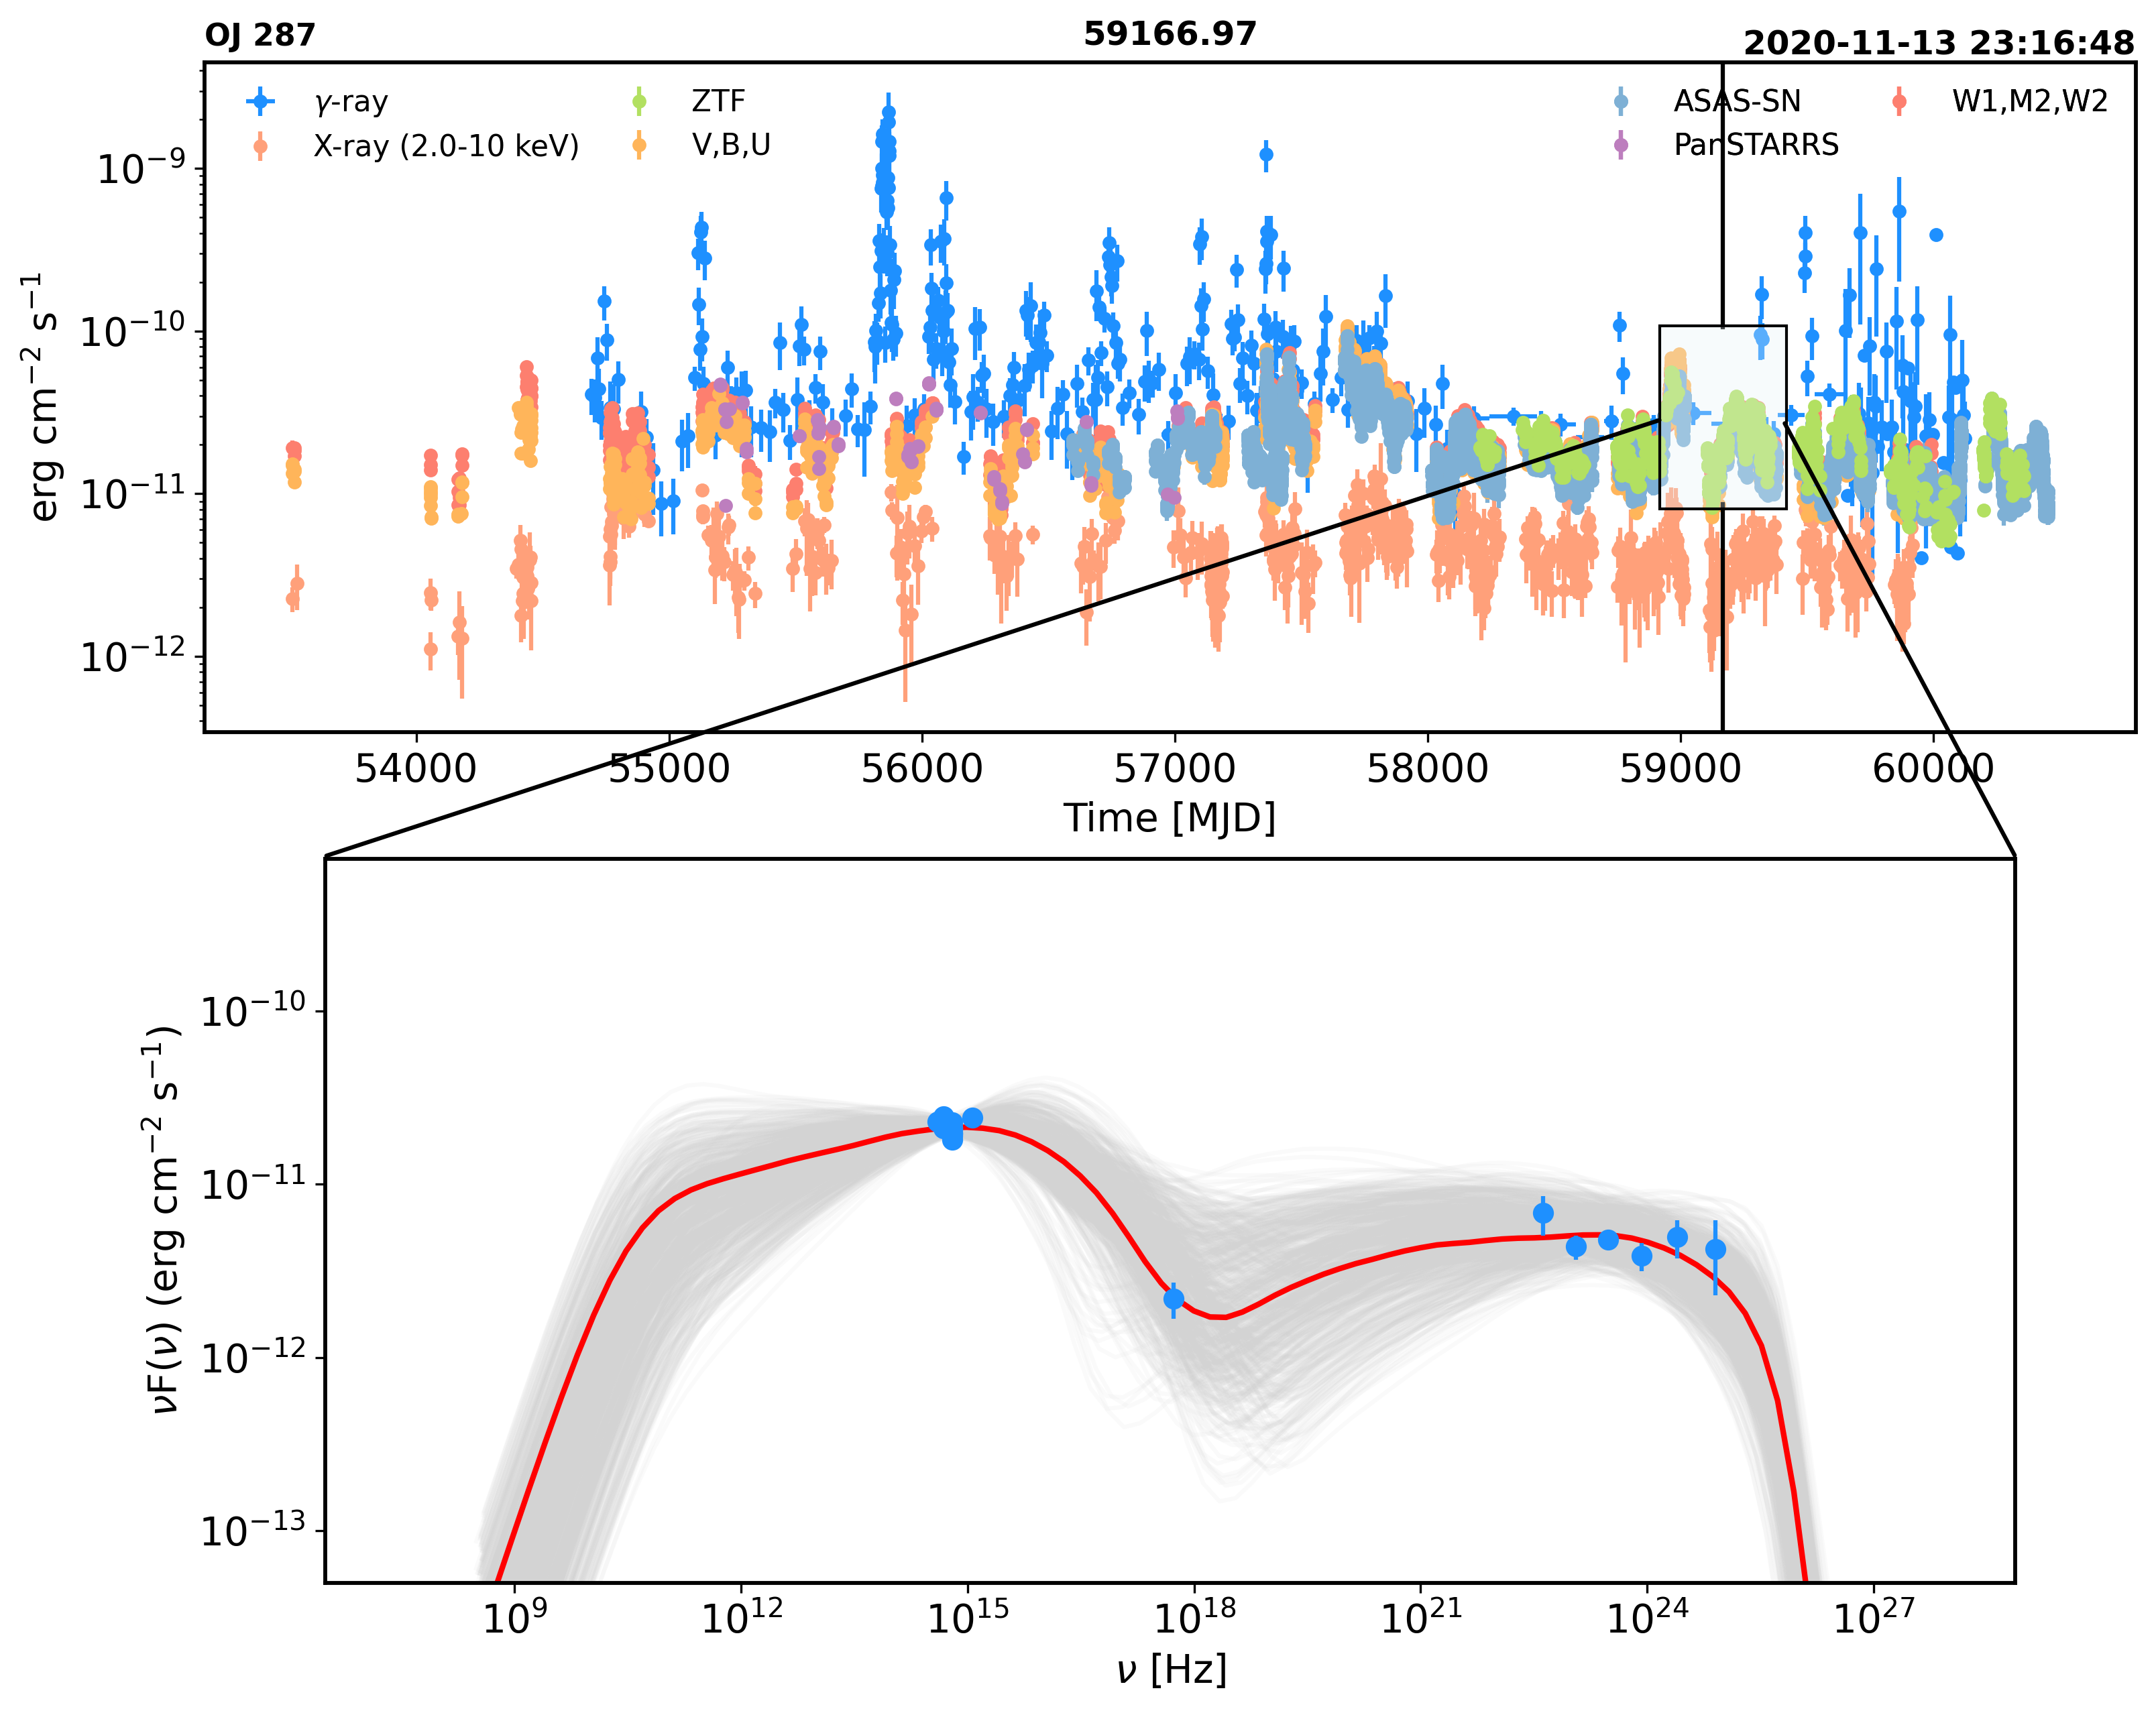 OJ 287 59166.97 2020-11-13 23:16:48
γ-ray ZTF ASAS-SN W1,M2,W2
X-ray (2.0-10 keV) V,B,U PanSTARRS
erg cm⁻² s⁻¹
10⁻⁹
10⁻¹⁰
10⁻¹¹
10⁻¹²
54000 55000 56000 57000 58000 59000 60000
Time [MJD]
νF(ν) (erg cm⁻² s⁻¹)
10⁻¹⁰
10⁻¹¹
10⁻¹²
10⁻¹³
10⁹ 10¹² 10¹⁵ 10¹⁸ 10²¹ 10²⁴ 10²⁷
ν [Hz]